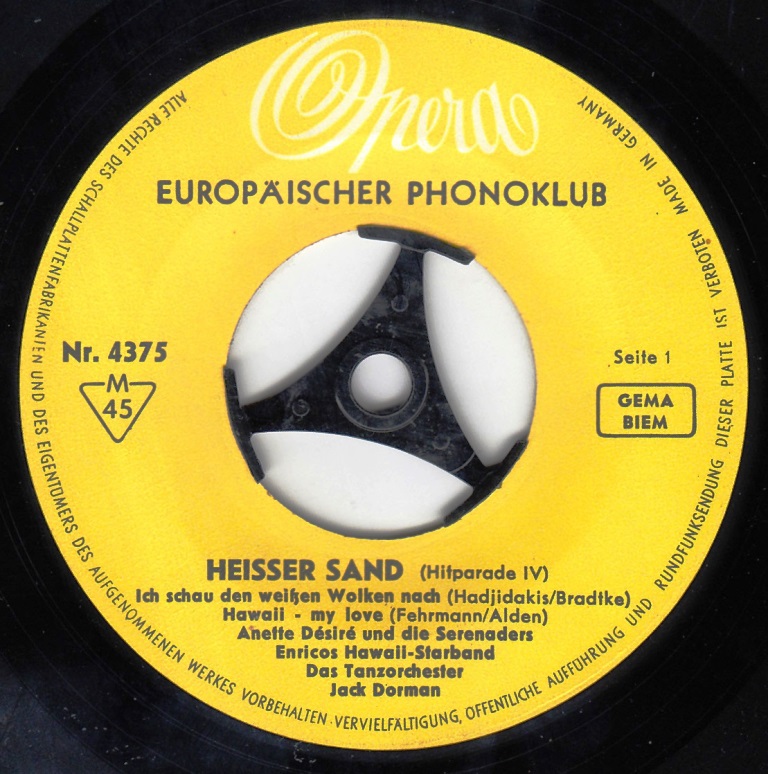 Opera
EUROPÄISCHER PHONOKLUB
Nr. 4375
M
45
Seite 1
GEMA
BIEM
HEISSER SAND (Hitparade IV)
Ich schau den weißen Wolken nach (Hadjidakis/Bradtke)
Hawaii - my love (Fehrmann/Alden)
Anette Désiré und die Serenaders
Enricos Hawaii-Starband
Das Tanzorchester
Jack Dorman
ALLE RECHTE DES SCHALLPLATTENFABRIKANTEN UND DES EIGENTÜMERS DES AUFGENOMMENEN WERKES VORBEHALTEN · VERVIELFÄLTIGUNG, ÖFFENTLICHE AUFFÜHRUNG UND RUNDFUNKSENDUNG DIESER PLATTE IST VERBOTEN MADE IN GERMANY